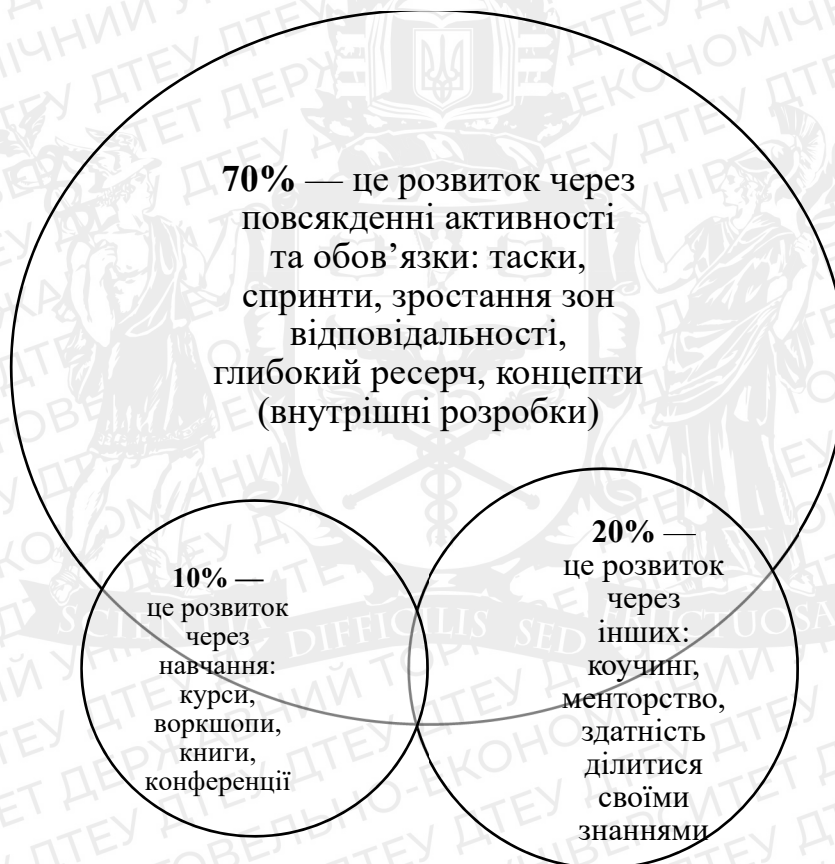 70% — це розвиток через
повсякденні активності
та обов’язки: таски,
спринти, зростання зон
відповідальності,
глибокий ресерч, концепти
(внутрішні розробки)
10% —
це розвиток
через
навчання:
курси,
воркшопи,
книги,
конференції
20% —
це розвиток
через
інших:
коучинг,
менторство,
здатність
ділитися
своїми
знаннями